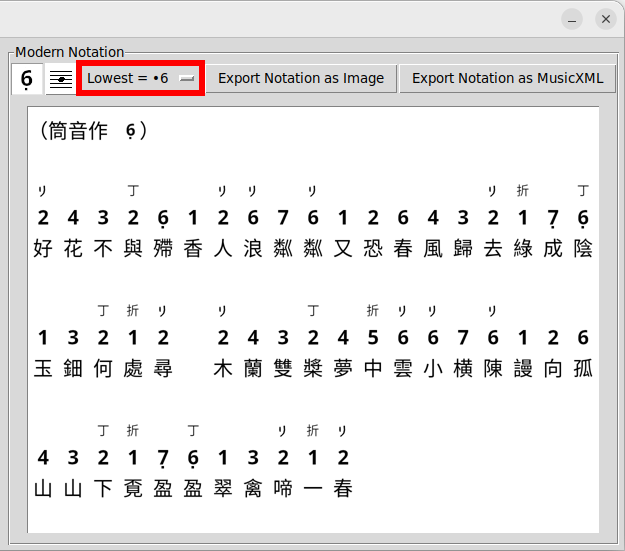 Modern Notation
6̣ Lowest = •6 Export Notation as Image Export Notation as MusicXML
（筒音作 6̣）
リ 丁 リ リ リ リ 折 丁
2 4 3 2 6̣ 1 2 6 7 6 1 2 6 4 3 2 1 7̣ 6̣
好 花 不 與 殢 香 人 浪 粼 粼 又 恐 春 風 歸 去 綠 成 陰
丁 折 リ リ 丁 折 リ リ リ
1 3 2 1 2 2 4 3 2 4 5 6 6 7 6 1 2 6
玉 鈿 何 處 尋 木 蘭 雙 槳 夢 中 雲 小 横 陳 謾 向 孤
丁 折 丁 リ 折 リ
4 3 2 1 7̣ 6̣ 1 3 2 1 2
山 山 下 覔 盈 盈 翠 禽 啼 一 春